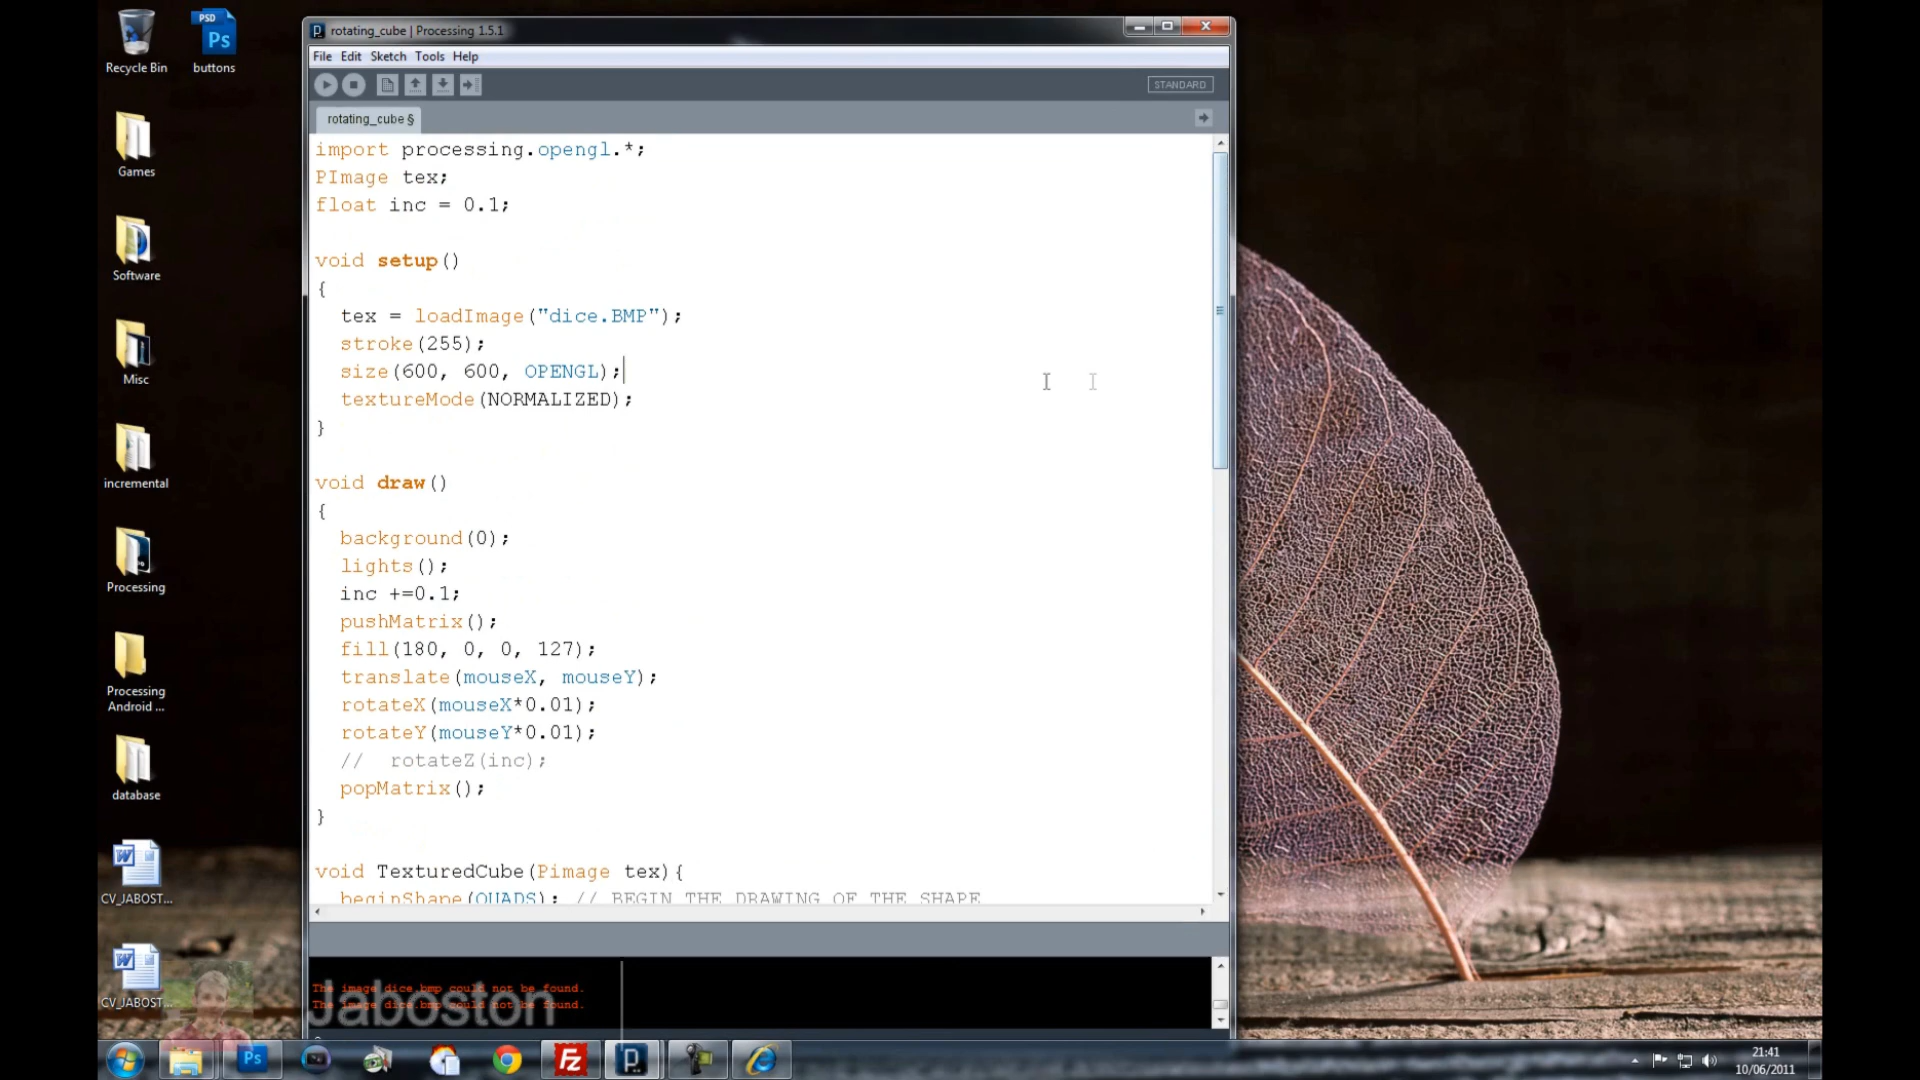 Recycle Bin
buttons
Games
Software
Misc
incremental
Processing
Processing
Android ...
database
CV_JABOST...
CV_JABOST...
PSD
Ps
rotating_cube | Processing 1.5.1
File Edit Sketch Tools Help
STANDARD
rotating_cube §
import processing.opengl.*;
PImage tex;
float inc = 0.1;
void setup()
{
tex = loadImage("dice.BMP");
stroke(255);
size(600, 600, OPENGL);
textureMode(NORMALIZED);
}
void draw()
{
background(0);
lights();
inc +=0.1;
pushMatrix();
fill(180, 0, 0, 127);
translate(mouseX, mouseY);
rotateX(mouseX*0.01);
rotateY(mouseY*0.01);
// rotateZ(inc);
popMatrix();
}
void TexturedCube(Pimage tex){
beginShape(QUADS); // BEGIN THE DRAWING OF THE SHAPE
The image dice.bmp could not be found.
The image dice.bmp could not be found.
Jaboston
Ps
Fz
P
21:41
10/06/2011